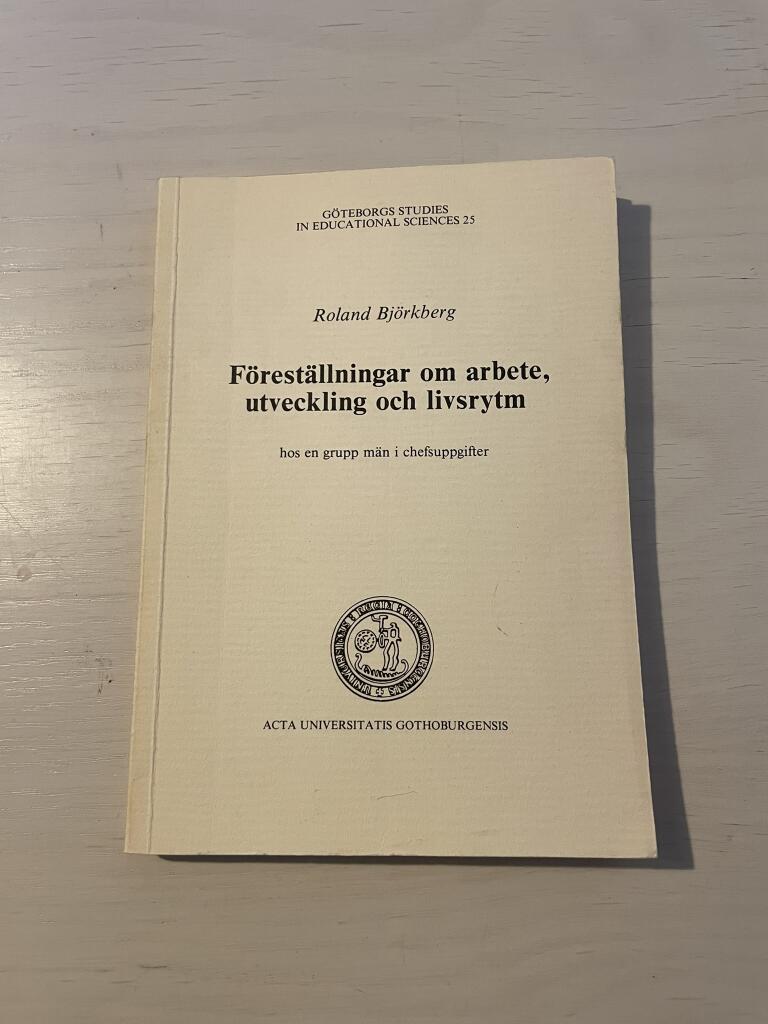 GÖTEBORGS STUDIES
IN EDUCATIONAL SCIENCES 25
Roland Björkberg
Föreställningar om arbete,
utveckling och livsrytm
hos en grupp män i chefsuppgifter
ACTA UNIVERSITATIS GOTHOBURGENSIS